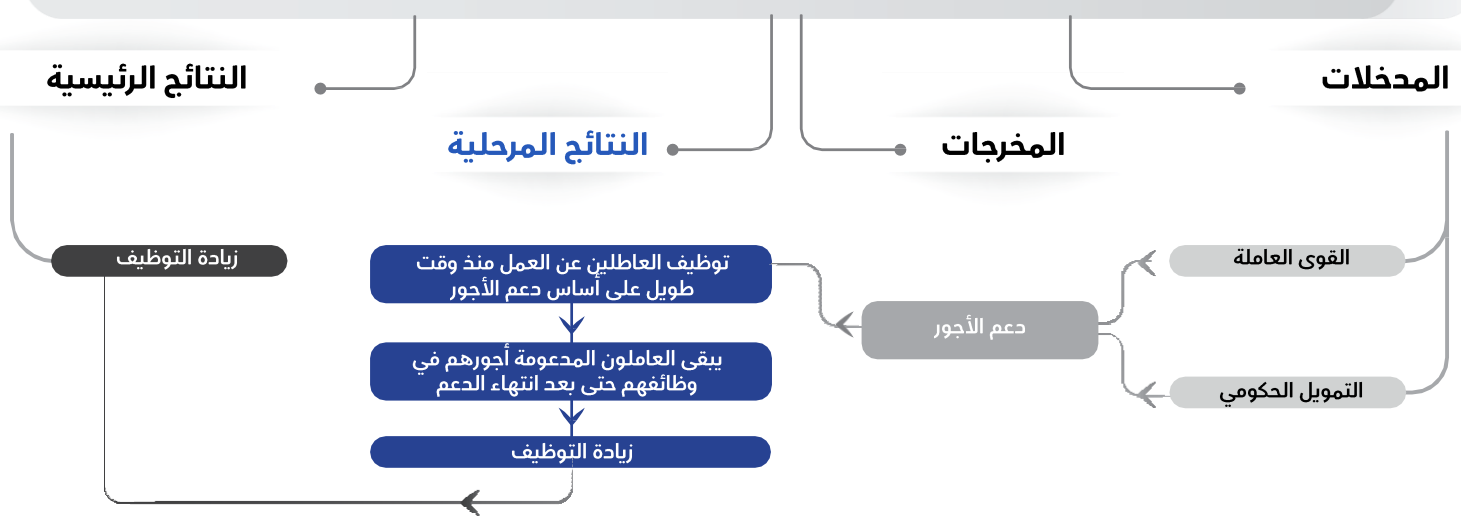 المدخلات
النتائج الرئيسية
المخرجات
النتائج المرحلية
القوى العاملة
التمويل الحكومي
دعم الأجور
توظيف العاطلين عن العمل منذ وقت
طويل على أساس دعم الأجور
يبقى العاملون المدعومة أجورهم في
وظائفهم حتى بعد انتهاء الدعم
زيادة التوظيف
زيادة التوظيف